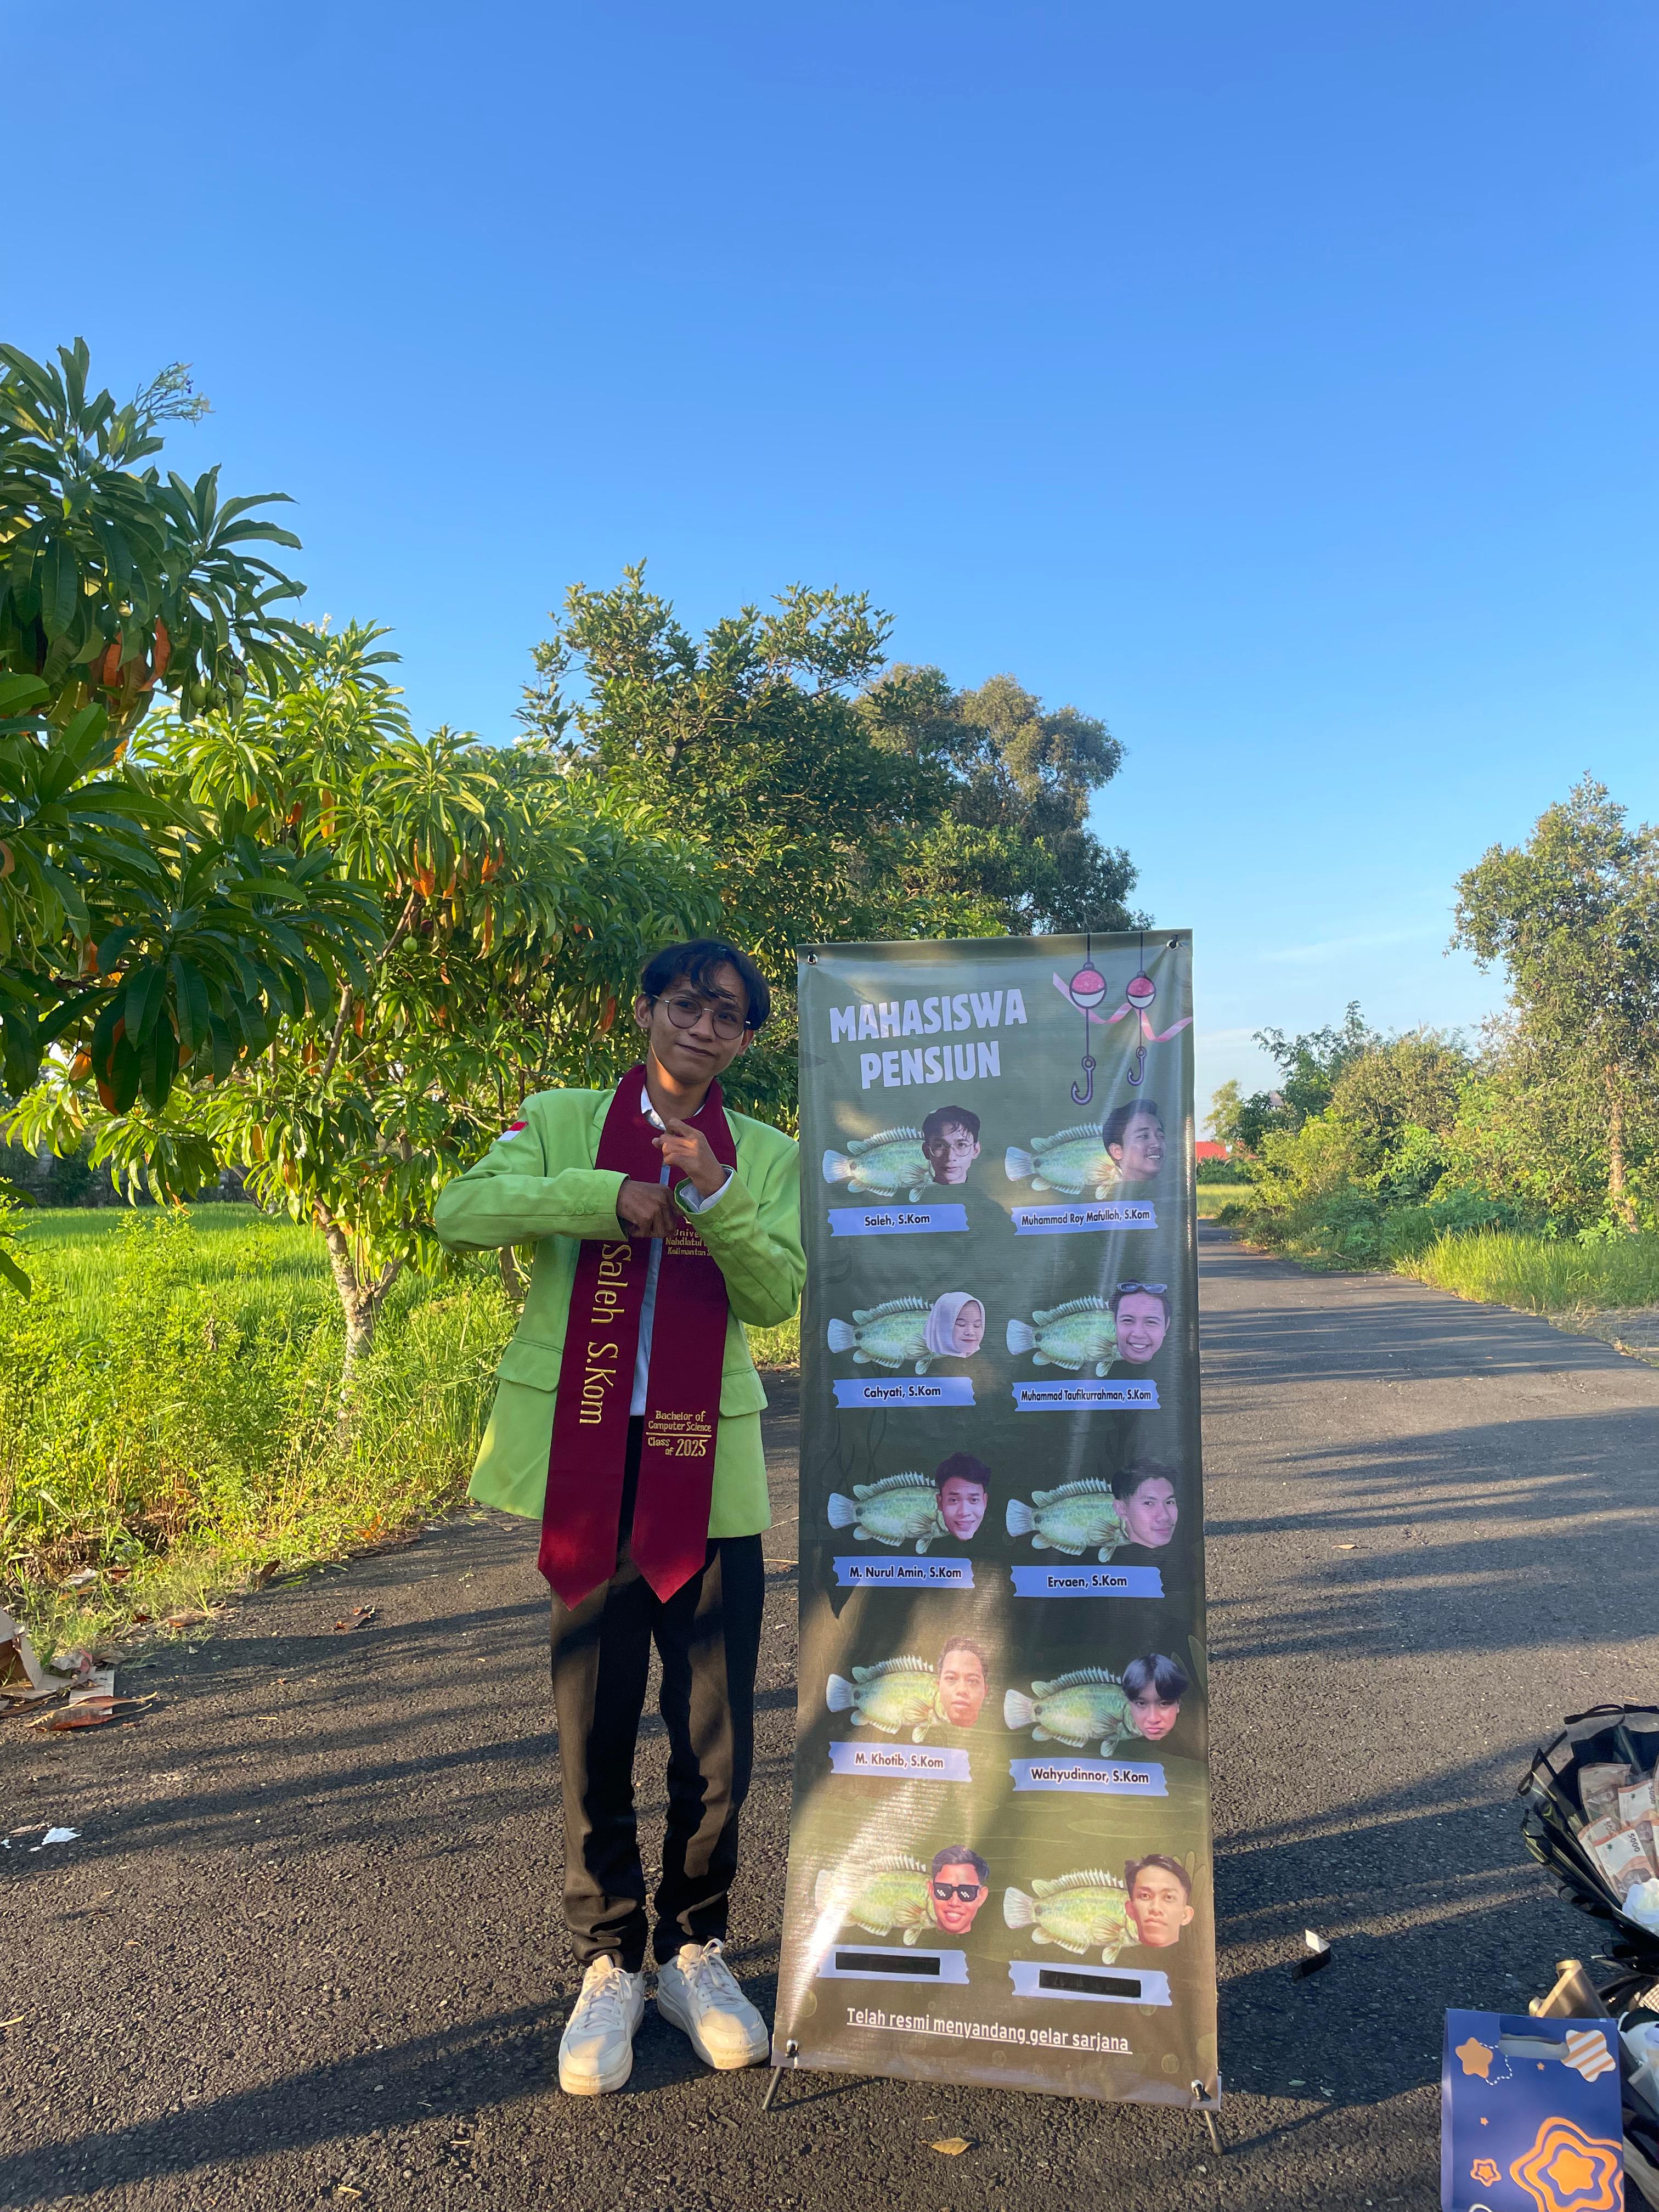 Saleh S.Kom
Bachelor of
Computer Science
Class of 2025
MAHASISWA
PENSIUN
Saleh, S.Kom
Muhammad Roy Mafulloh, S.Kom
Cahyati, S.Kom
Muhammad Taufikurrahman, S.Kom
M. Nurul Amin, S.Kom
Ervaen, S.Kom
M. Khotib, S.Kom
Wahyudinnor, S.Kom
Telah resmi menyandang gelar sarjana